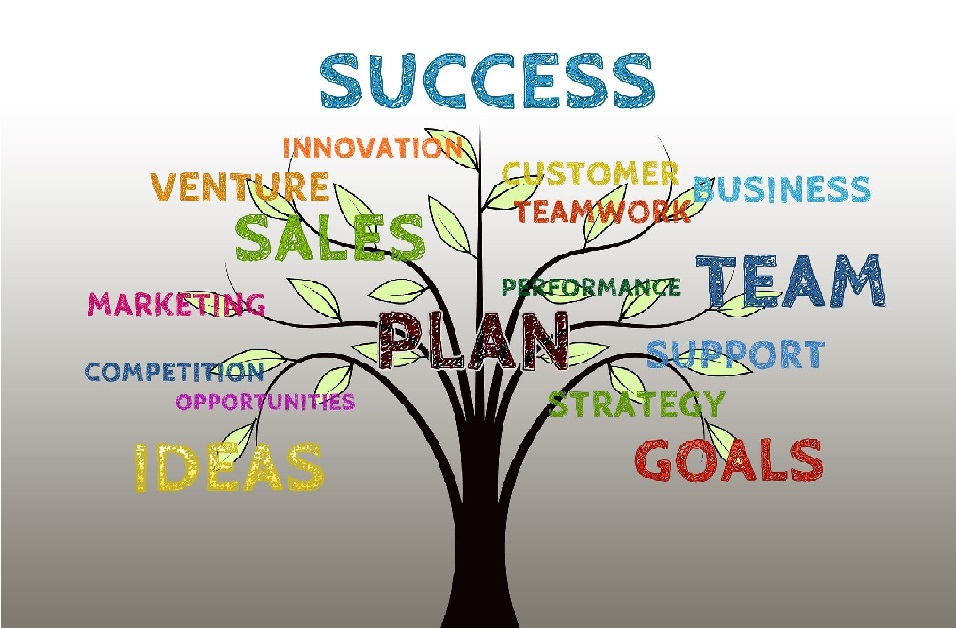 SUCCESS
INNOVATION
CUSTOMER
VENTURE
BUSINESS
TEAMWORK
SALES
TEAM
PERFORMANCE
MARKETING
PLAN
SUPPORT
COMPETITION
OPPORTUNITIES
STRATEGY
IDEAS
GOALS